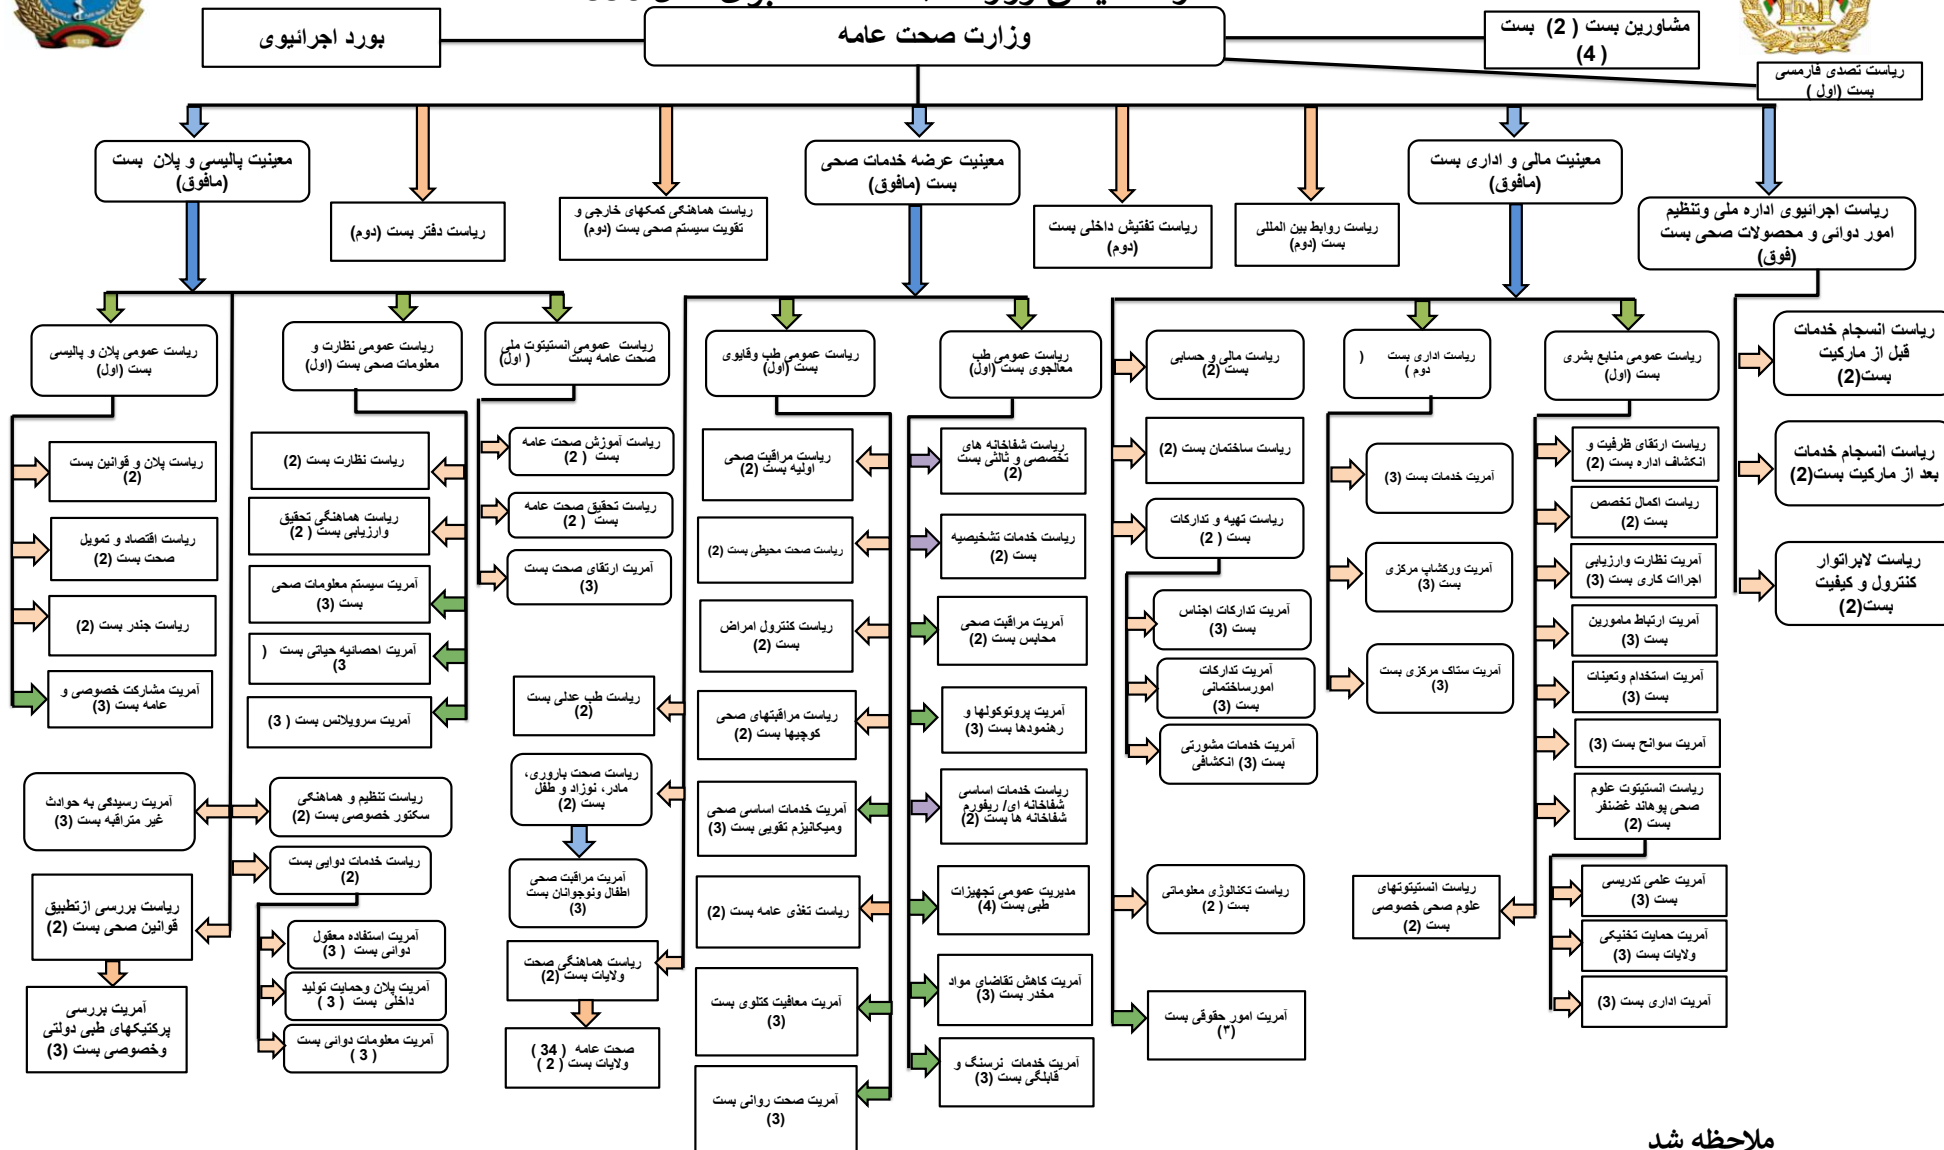 وزارت صحت عامه
بورد اجرائیوی
مشاورین بست ( 2) بست
( 4)
ریاست تصدی فارمسی
بست (اول )
معینیت پالیسی و پلان بست
(مافوق)
ریاست دفتر بست (دوم)
ریاست هماهنگی کمکهای خارجی و
تقویت سیستم صحی بست (دوم)
معینیت عرضه خدمات صحی
بست (مافوق)
ریاست تفتیش داخلی بست
(دوم)
ریاست روابط بین المللی
بست (دوم)
معینیت مالی و اداری بست
(مافوق)
ریاست اجرائیوی اداره ملی وتنظیم
امور دوائی و محصولات صحی بست
(فوق)
ریاست عمومی پلان و پالیسی
بست (اول)
ریاست پلان و قوانین بست
(2)
ریاست اقتصاد و تمویل
صحت بست (2)
ریاست جندر بست (2)
آمریت مشارکت خصوصی و
عامه بست (3)
ریاست عمومی نظارت و
معلومات صحی بست (اول)
ریاست نظارت بست (2)
ریاست هماهنگی تحقیق
وارزیابی بست ( 2)
آمریت سیستم معلومات صحی
بست (3)
آمریت احصائیه حیاتی بست (
3)
آمریت سرویلانس بست ( 3)
ریاست عمومی انستیتوت ملی
صحت عامه بست ( اول)
ریاست آموزش صحت عامه
بست ( 2)
ریاست تحقیق صحت عامه
بست ( 2)
آمریت ارتقای صحت بست
(3)
آمریت رسیدگی به حوادث
غیر مترقبه بست (3)
ریاست تنظیم و هماهنگی
سکتور خصوصی بست (2)
ریاست خدمات دوایی بست
(2)
آمریت استفاده معقول
دوائی بست ( 3)
آمریت پلان وحمایت تولید
داخلی بست ( 3 )
آمریت معلومات دوائی بست
( 3 )
ریاست بررسی ازتطبیق
قوانین صحی بست (2)
آمریت بررسی
پرکتیکهای طبی دولتی
وخصوصی بست (3)
ریاست عمومی طب وقایوی
بست (اول)
ریاست مراقبت صحی
اولیه بست (2)
ریاست صحت محیطی بست (2)
ریاست کنترول امراض
بست (2)
ریاست مراقبتهای صحی
کوچیها بست (2)
آمریت خدمات اساسی صحی
ومیکانیزم تقویی بست (3)
ریاست تغذی عامه بست (2)
آمریت معافیت کتلوی بست
(3)
آمریت صحت روانی بست
(3)
ریاست طب عدلی بست
(2)
ریاست صحت باروری،
مادر، نوزاد و طفل
بست (2)
آمریت مراقبت صحی
اطفال ونوجوانان بست
(3)
ریاست هماهنگی صحت
ولایات بست (2)
صحت عامه ( 34 )
ولایات بست ( 2 )
ریاست عمومی طب
معالجوی بست (اول)
ریاست شفاخانه های
تخصصی و ثالثی بست
(2)
ریاست خدمات تشخیصیه
بست (2)
آمریت مراقبت صحی
محابس بست (2)
آمریت پروتوکولها و
رهنمودها بست (3)
ریاست خدمات اساسی
شفاخانه ای/ ریفورم
شفاخانه ها بست (2)
مدیریت عمومی تجهیزات
طبی بست (4)
آمریت کاهش تقاضای مواد
مخدر بست (3)
آمریت خدمات نرسنگ و
قابلگی بست (3)
ریاست مالی و حسابی
بست (2)
ریاست ساختمان بست (2)
ریاست تهیه و تدارکات
بست ( 2)
آمریت تدارکات اجناس
بست (3)
آمریت تدارکات
امورساختمانی
بست (3)
آمریت خدمات مشورتی
بست (3) انکشافی
ریاست تکنالوژی معلوماتی
بست ( 2)
آمریت امور حقوقی بست
(۳)
ریاست اداری بست (
دوم )
آمریت خدمات بست (3)
آمریت ورکشاپ مرکزی
بست (3)
آمریت ستاک مرکزی بست
(3)
ریاست عمومی منابع بشری
بست (اول)
ریاست ارتقای ظرفیت و
انکشاف اداره بست (2)
ریاست اکمال تخصص
بست (2)
آمریت نظارت وارزیابی
اجراات کاری بست (3)
آمریت ارتباط مامورین
بست (3)
آمریت استخدام وتعینات
بست (3)
آمریت سوانح بست (3)
ریاست انستیتوت علوم
صحی پوهاند غضنفر
بست (2)
ریاست انستیتوتهای
علوم صحی خصوصی
بست (2)
آمریت علمی تدریسی
بست (3)
آمریت حمایت تخنیکی
ولایات بست (3)
آمریت اداری بست (3)
ریاست انسجام خدمات
قبل از مارکیت
بست(2)
ریاست انسجام خدمات
بعد از مارکیت بست(2)
ریاست لابراتوار
کنترول و کیفیت
بست(2)
ملاحظه شد